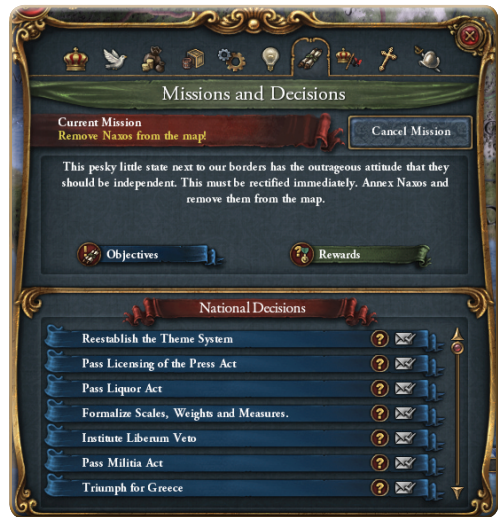 Missions and Decisions
Current Mission
Remove Naxos from the map!
Cancel Mission
This pesky little state next to our borders has the outrageous attitude that they
should be independent. This must be rectified immediately. Annex Naxos and
remove them from the map.
Objectives
Rewards
National Decisions
Reestablish the Theme System
Pass Licensing of the Press Act
Pass Liquor Act
Formalize Scales, Weights and Measures.
Institute Liberum Veto
Pass Militia Act
Triumph for Greece